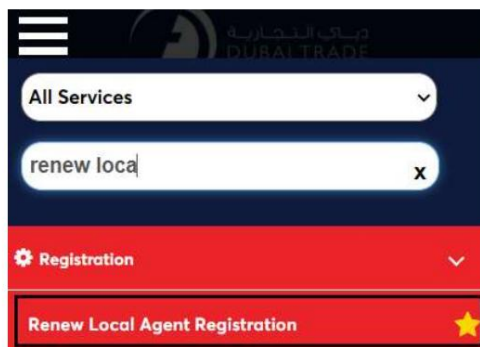 دبي التجارية
DUBAI TRADE
All Services
renew loca
x
Registration
Renew Local Agent Registration